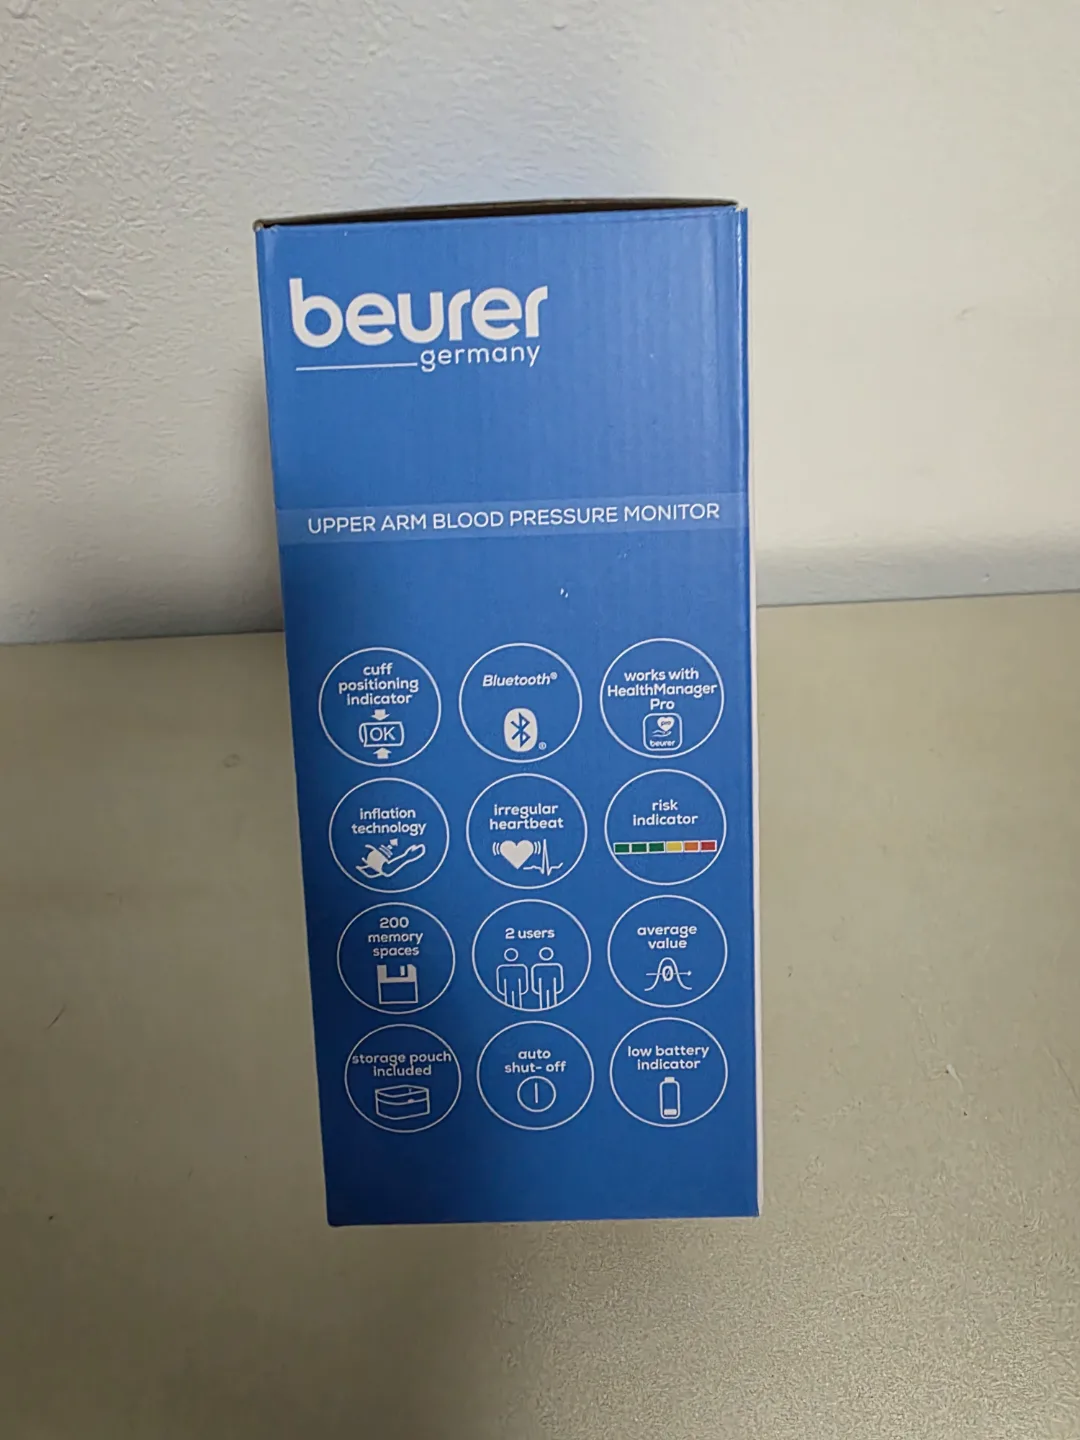 beurer
germany
UPPER ARM BLOOD PRESSURE MONITOR
cuff
positioning
indicator
OK
Bluetooth®
®
works with
HealthManager
Pro
pro
beurer
inflation
technology
irregular
heartbeat
risk
indicator
200
memory
spaces
2 users
average
value
storage pouch
included
auto
shut- off
low battery
indicator